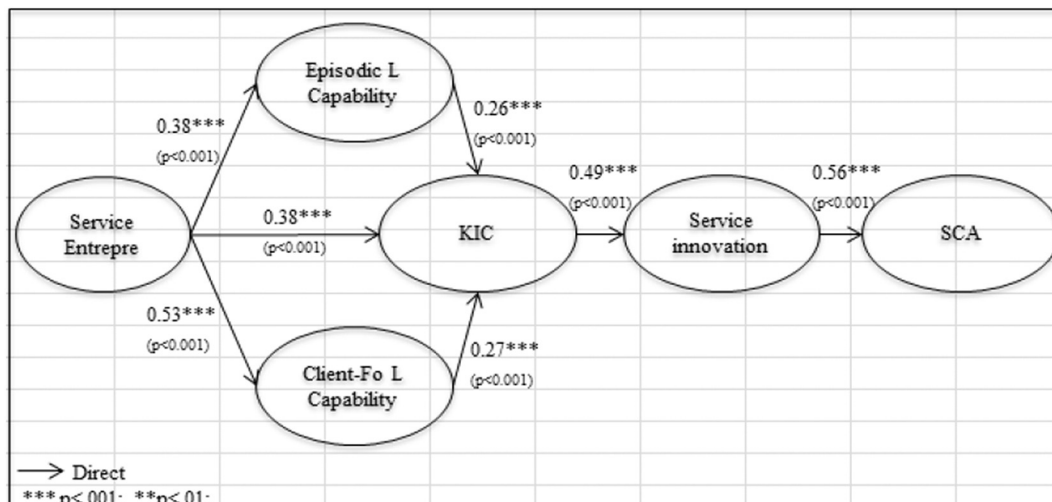 Episodic L
Capability
0.38***
(p<0.001)
0.26***
(p<0.001)
Service
Entrepre
0.38***
(p<0.001)
KIC
0.49***
(p<0.001)
Service
innovation
0.56***
(p<0.001)
SCA
0.53***
(p<0.001)
Client-Fo L
Capability
0.27***
(p<0.001)
Direct
*** p<.001; **p<.01;